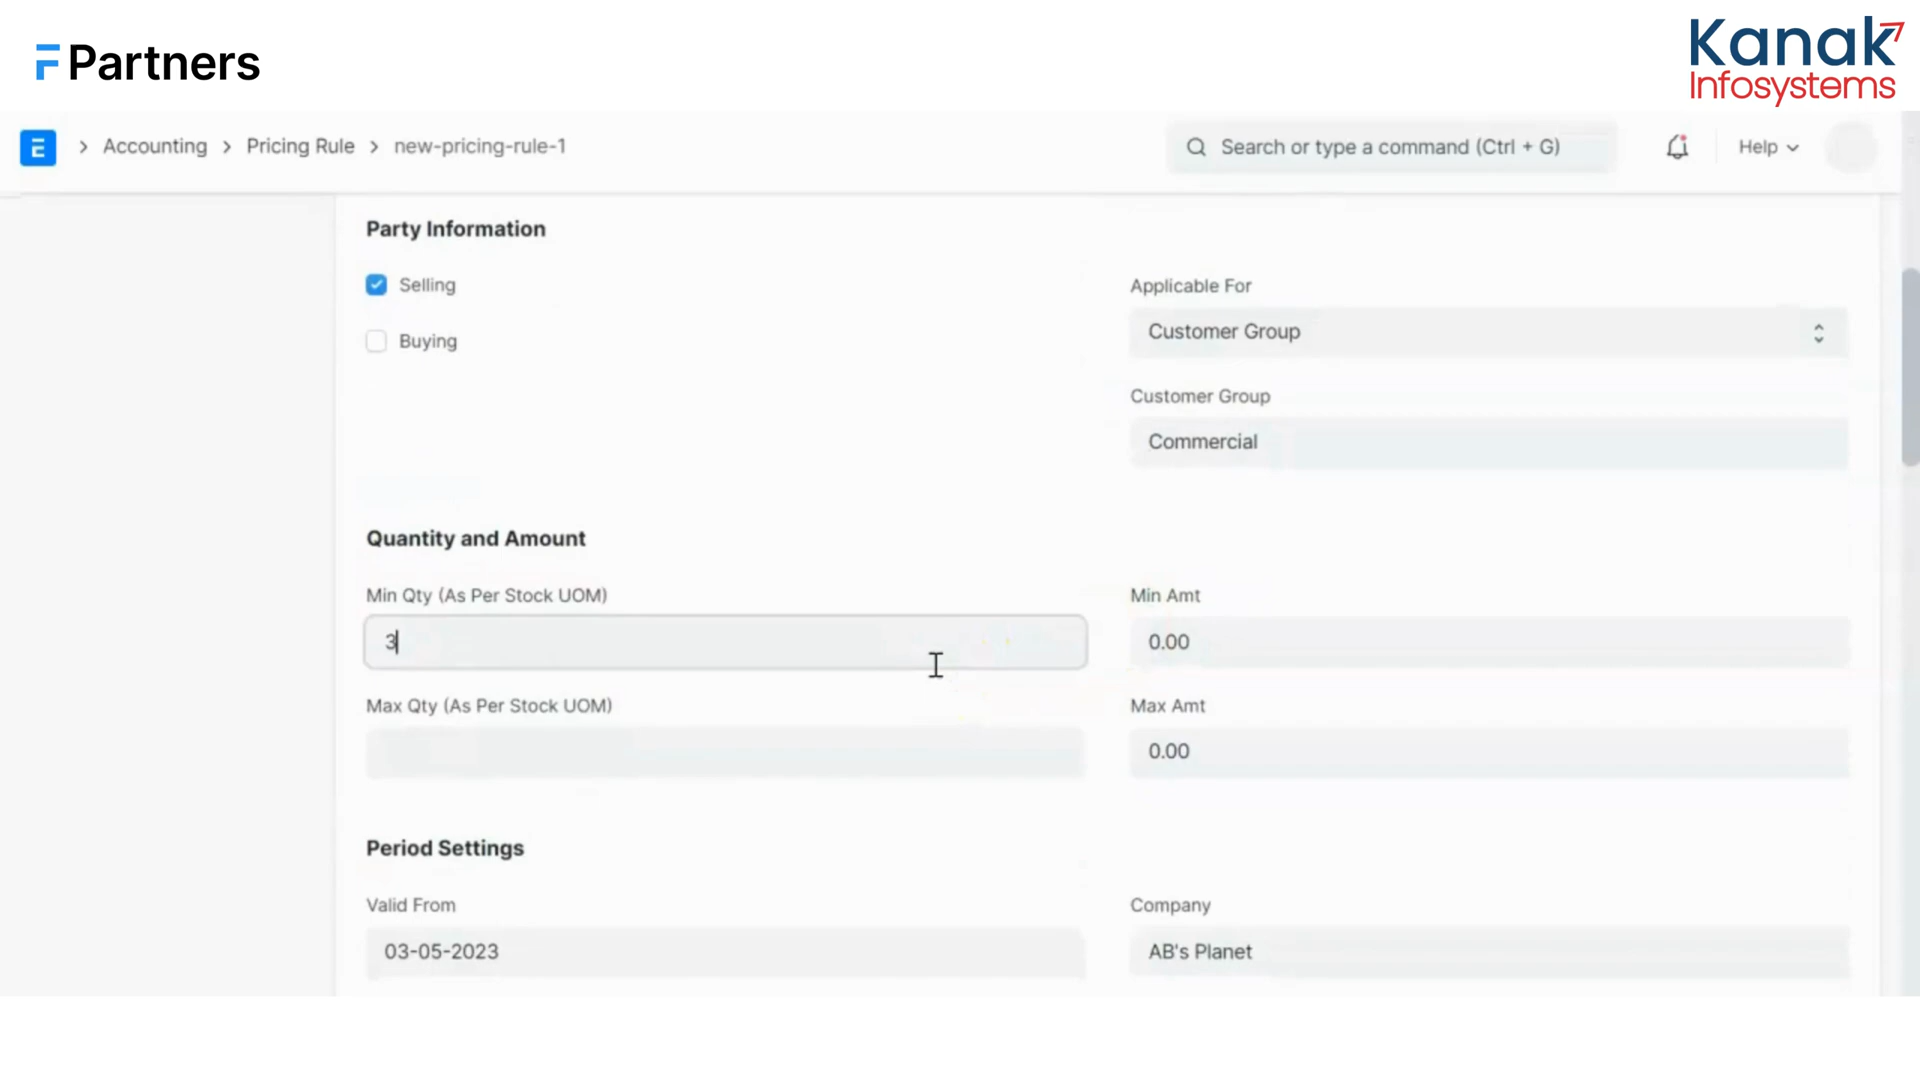 Partners
Kanak
Infosystems
Accounting > Pricing Rule > new-pricing-rule-1
Search or type a command (Ctrl + G)
Help
Party Information
Selling
Applicable For
Customer Group
Buying
Customer Group
Commercial
Quantity and Amount
Min Qty (As Per Stock UOM)
Min Amt
3
0.00
Max Qty (As Per Stock UOM)
Max Amt
0.00
Period Settings
Valid From
Company
03-05-2023
AB's Planet